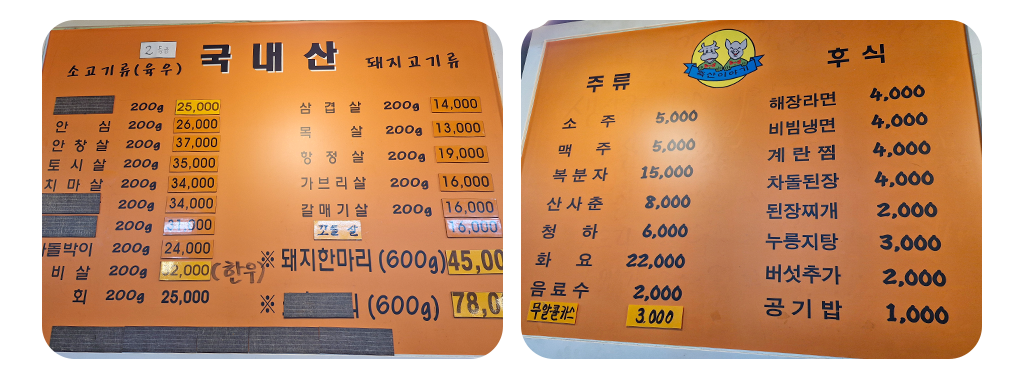 2등급
국내산
소고기류(육우)
돼지고기류
200g 25,000
안심 200g 26,000
안창살 200g 37,000
토시살 200g 35,000
치마살 200g 34,000
200g 34,000
200g 31,000
차돌박이 200g 24,000
비살 200g 32,000 (한우)
회 200g 25,000
삼겹살 200g 14,000
목살 200g 13,000
항정살 200g 19,000
가브리살 200g 16,000
갈매기살 200g 16,000
꼬들살 16,000
※ 돼지한마리 (600g) 45,00
※ (600g) 78,0
주류
소주 5,000
맥주 5,000
복분자 15,000
산사춘 8,000
청하 6,000
화요 22,000
음료수 2,000
무알콜카스 3.000
후식
해장라면 4,000
비빔냉면 4,000
계란찜 4,000
차돌된장 4,000
된장찌개 2,000
누룽지탕 3,000
버섯추가 2,000
공기밥 1,000